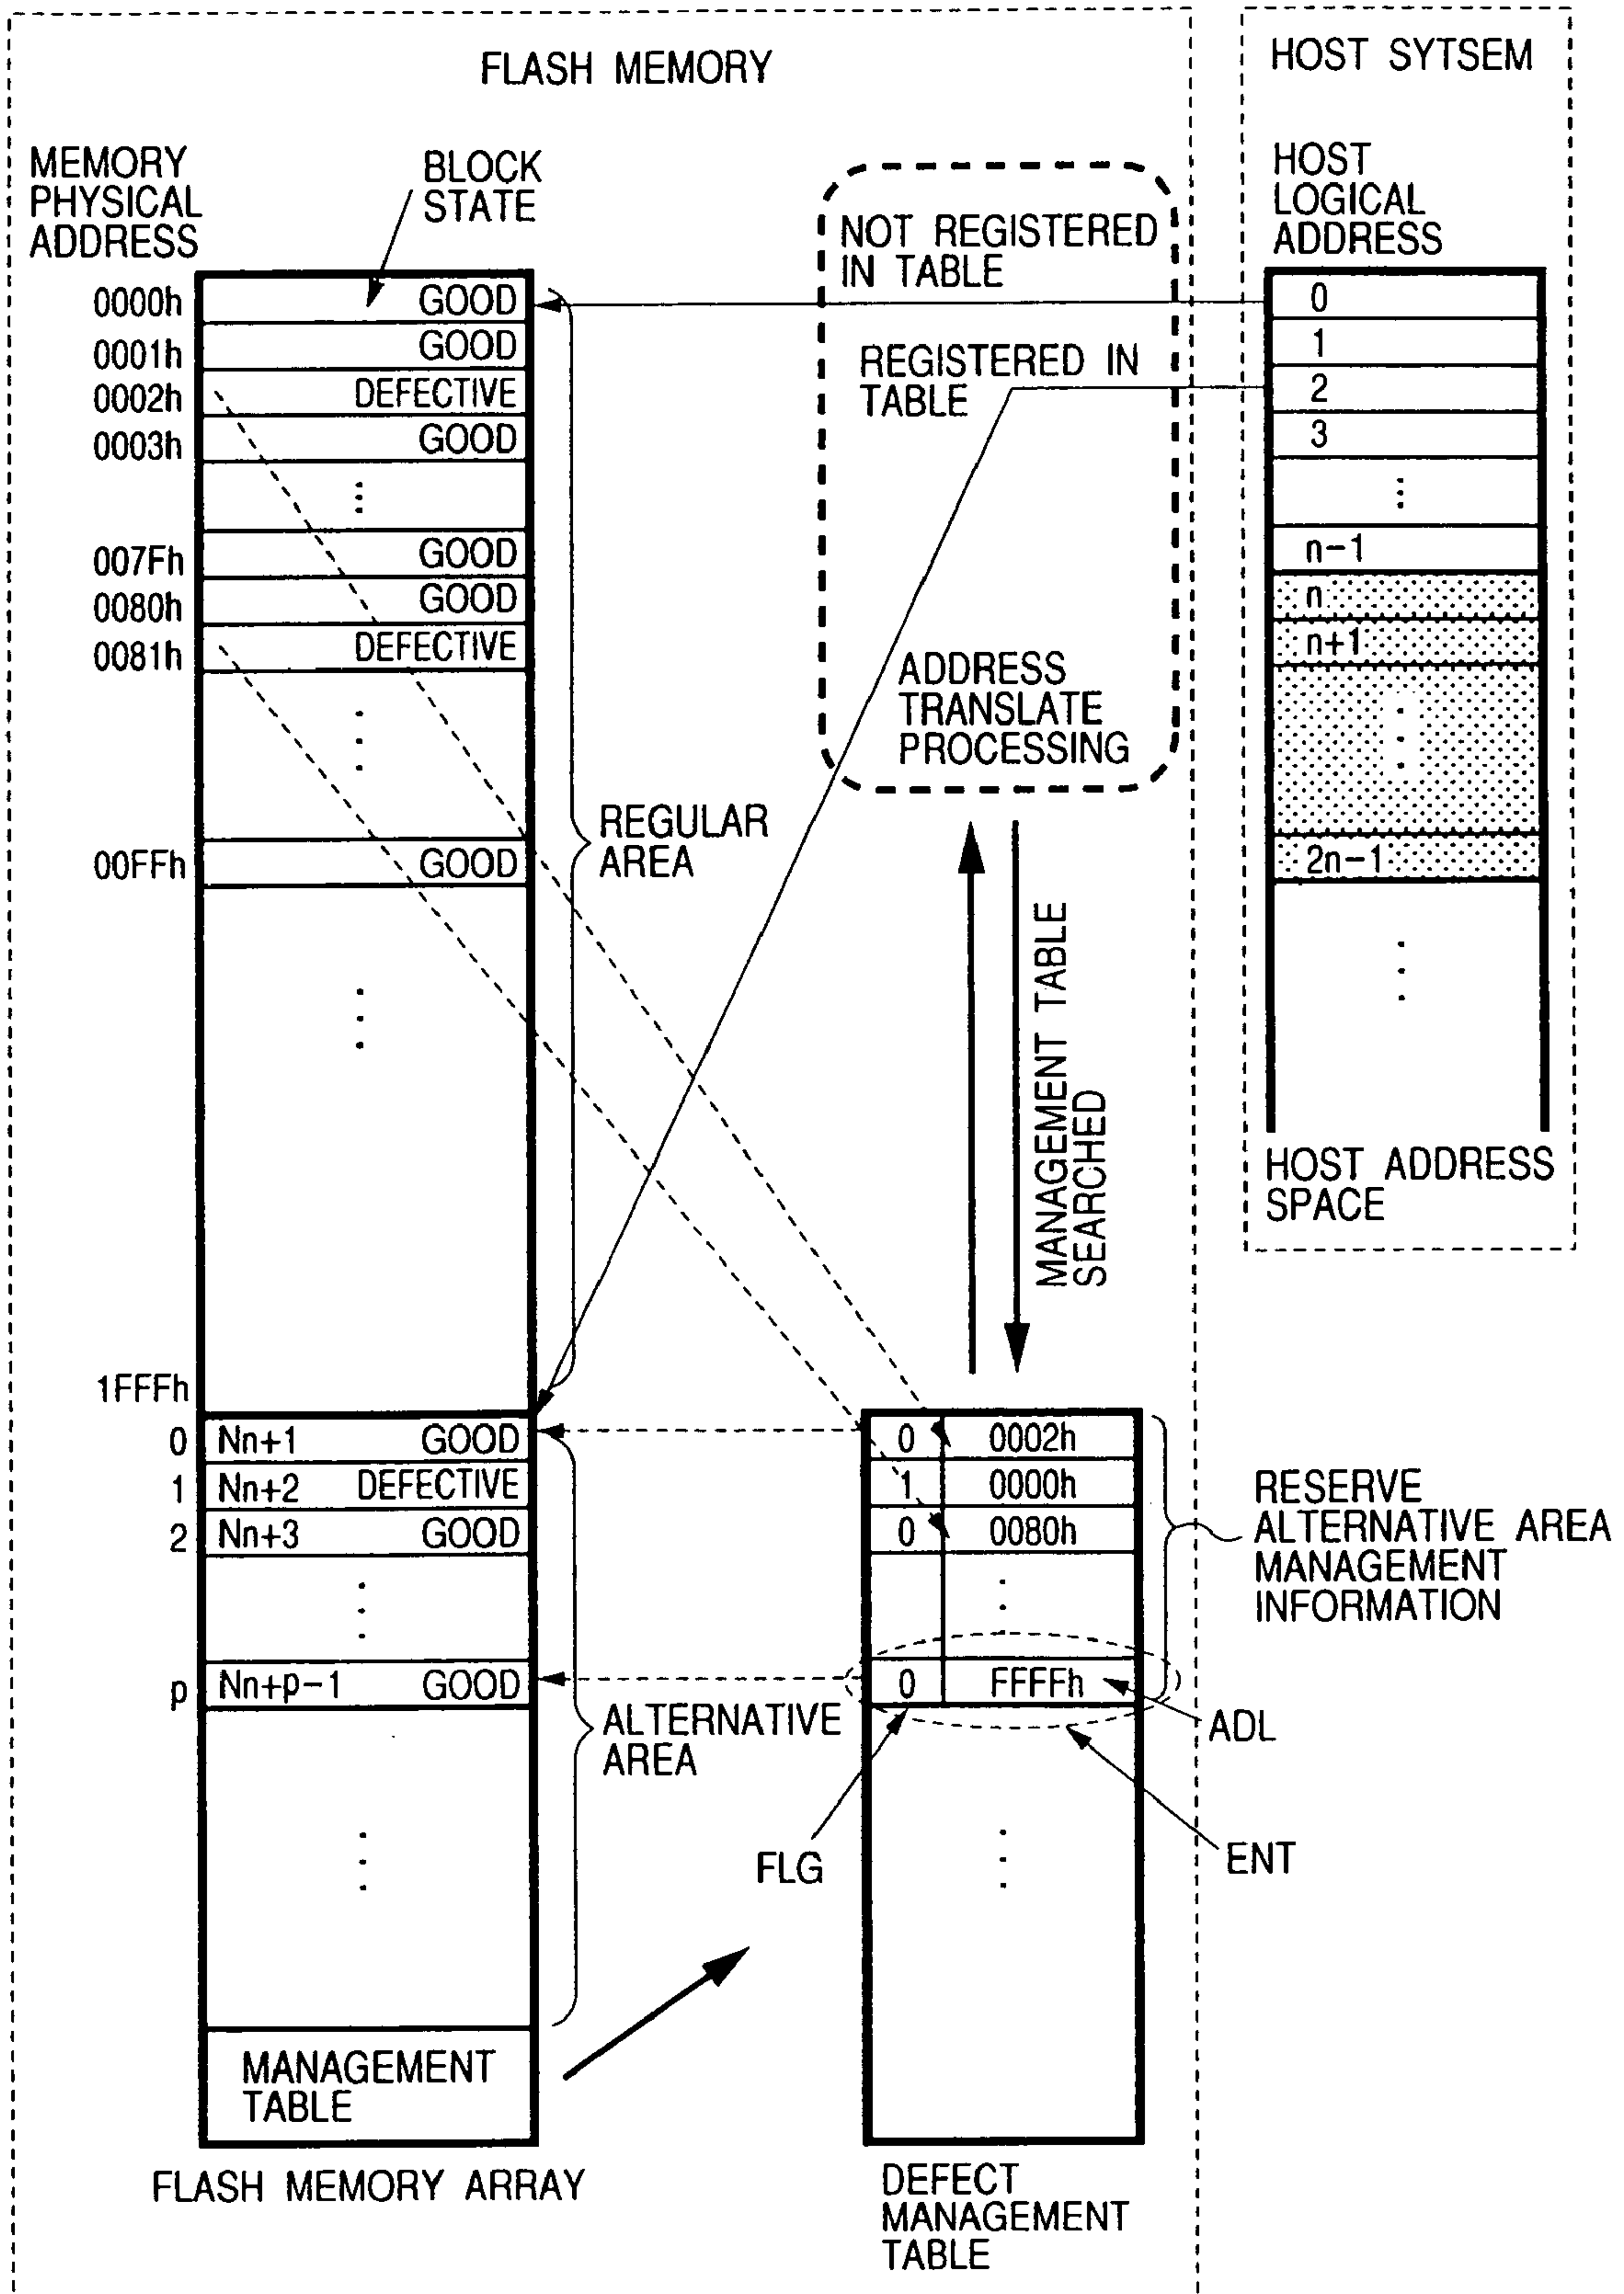 FLASH MEMORY
HOST SYTSEM
MEMORY
PHYSICAL
ADDRESS
BLOCK
STATE
NOT REGISTERED
IN TABLE
HOST
LOGICAL
ADDRESS
0000h GOOD
0001h GOOD
0002h DEFECTIVE
0003h GOOD
007Fh GOOD
0080h GOOD
0081h DEFECTIVE
00FFh GOOD
1FFFh
REGULAR
AREA
REGISTERED IN
TABLE
ADDRESS
TRANSLATE
PROCESSING
0
1
2
3
n-1
n
n+1
2n-1
HOST ADDRESS
SPACE
MANAGEMENT TABLE
SEARCHED
0 Nn+1 GOOD
1 Nn+2 DEFECTIVE
2 Nn+3 GOOD
p Nn+p-1 GOOD
ALTERNATIVE
AREA
MANAGEMENT
TABLE
FLASH MEMORY ARRAY
0 0002h
1 0000h
0 0080h
0 FFFFh
RESERVE
ALTERNATIVE AREA
MANAGEMENT
INFORMATION
ADL
ENT
FLG
DEFECT
MANAGEMENT
TABLE